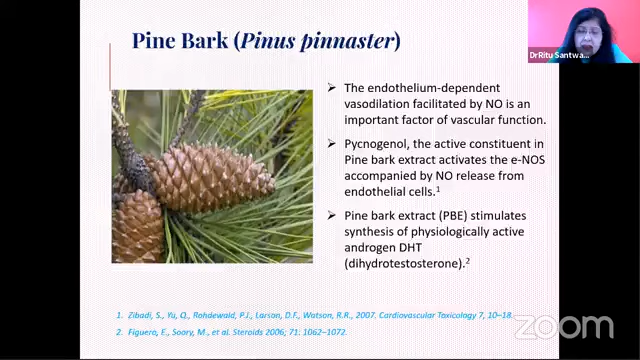 Pine Bark (Pinus pinnaster)
DrRitu Santwa...
➢ The endothelium-dependent
vasodilation facilitated by NO is an
important factor of vascular function.
➢ Pycnogenol, the active constituent in
Pine bark extract activates the e-NOS
accompanied by NO release from
endothelial cells.1
➢ Pine bark extract (PBE) stimulates
synthesis of physiologically active
androgen DHT
(dihydrotestosterone).2
1. Zibadi, S., Yu, Q., Rohdewald, P.J., Larson, D.F., Watson, R.R., 2007. Cardiovascular Toxicology 7, 10–18.
2. Figuero, E., Soory, M., et al. Steroids 2006; 71: 1062–1072.
zoom